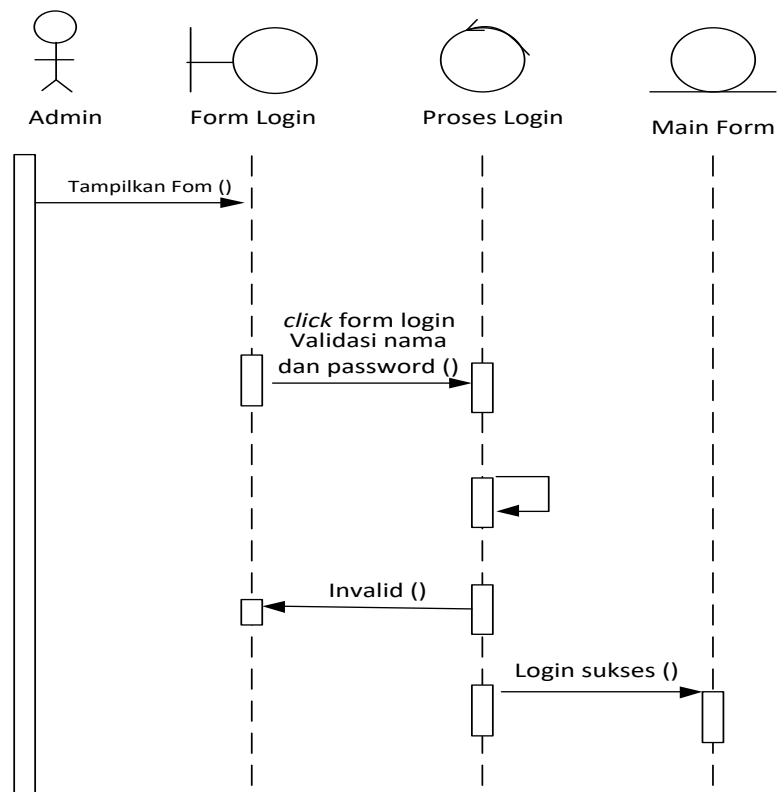 Admin
Form Login
Proses Login
Main Form
Tampilkan Fom ()
click form login
Validasi nama
dan password ()
Invalid ()
Login sukses ()